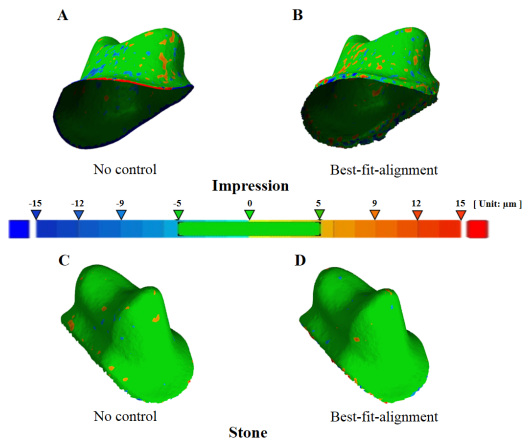 A B
No control Best-fit-alignment
Impression
-15 -12 -9 -5 0 5 9 12 15 [ Unit: μm ]
C D
No control Best-fit-alignment
Stone